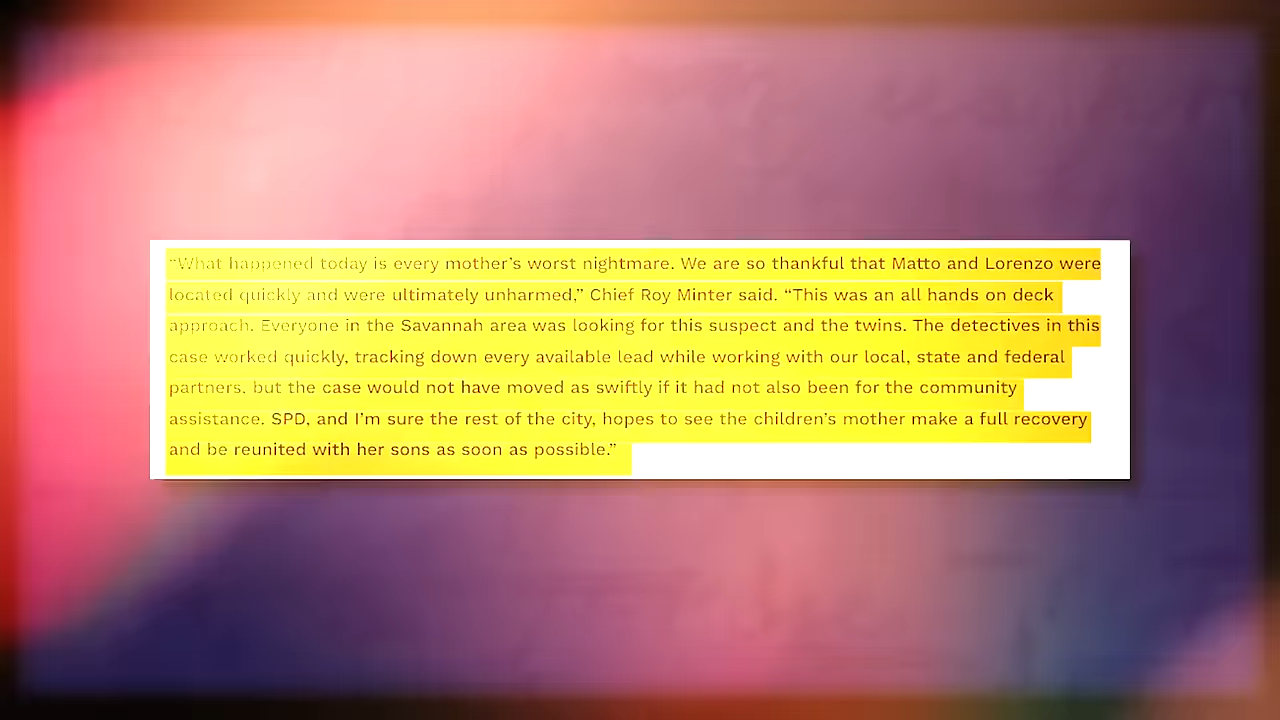 “What happened today is every mother’s worst nightmare. We are so thankful that Matto and Lorenzo were
located quickly and were ultimately unharmed,” Chief Roy Minter said. “This was an all hands on deck
approach. Everyone in the Savannah area was looking for this suspect and the twins. The detectives in this
case worked quickly, tracking down every available lead while working with our local, state and federal
partners, but the case would not have moved as swiftly if it had not also been for the community
assistance. SPD, and I’m sure the rest of the city, hopes to see the children’s mother make a full recovery
and be reunited with her sons as soon as possible.”